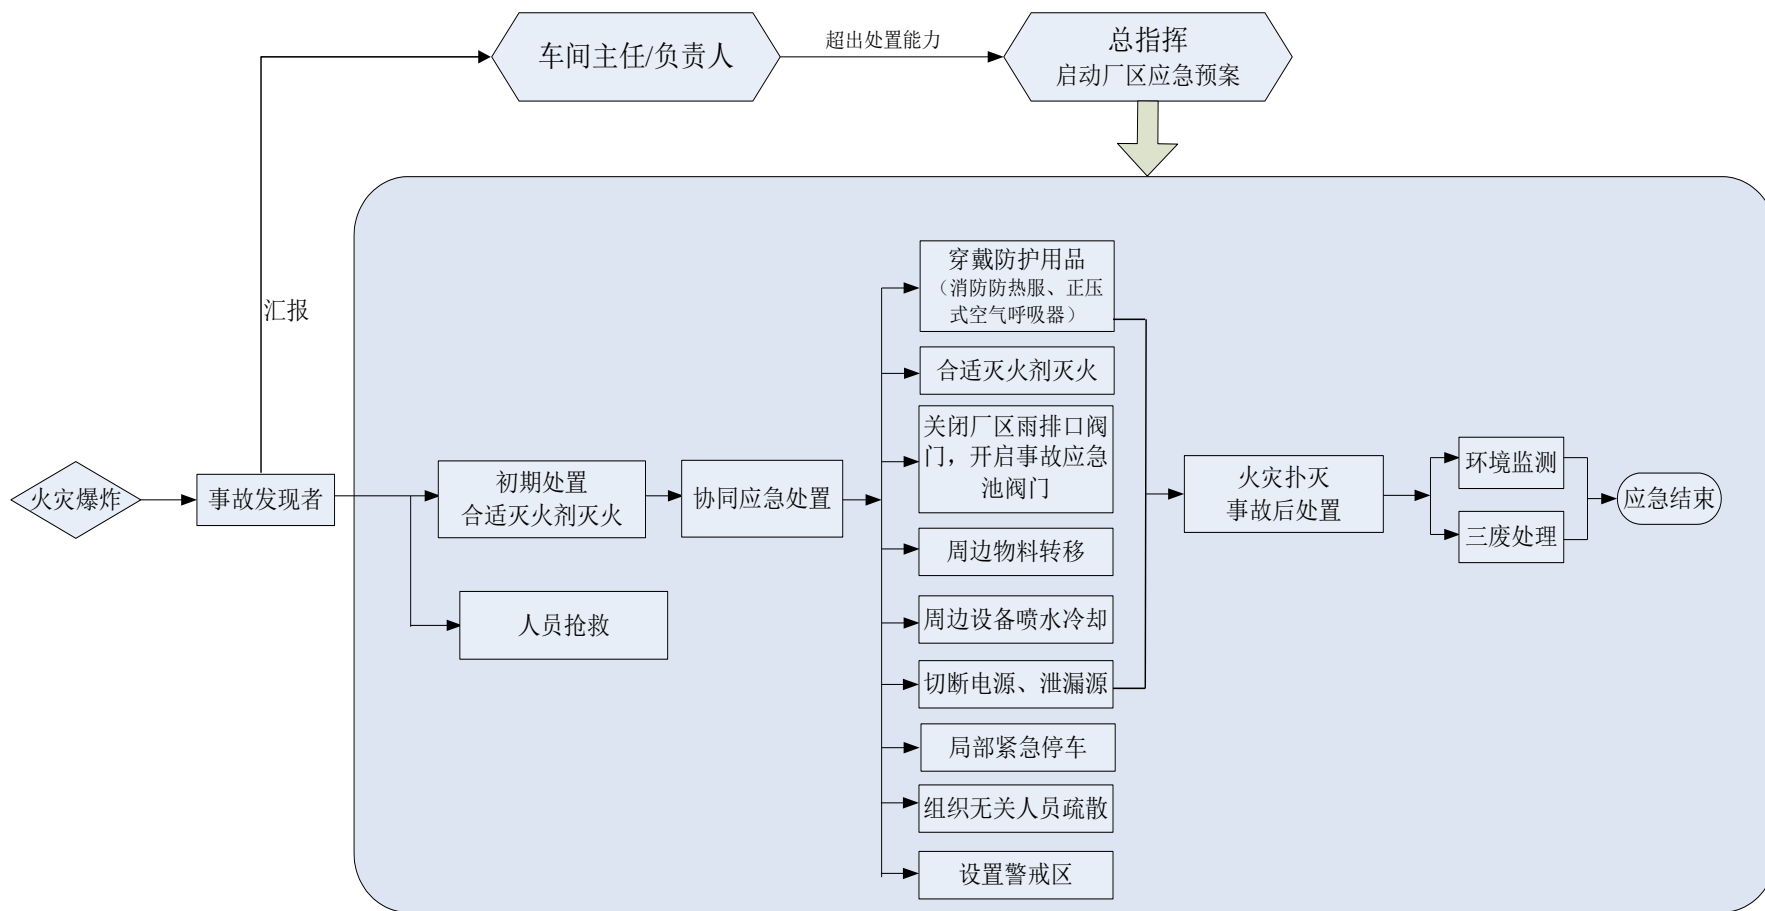 车间主任/负责人
超出处置能力
总指挥
启动厂区应急预案
汇报
火灾爆炸
事故发现者
初期处置
合适灭火剂灭火
人员抢救
协同应急处置
穿戴防护用品
（消防防热服、正压
式空气呼吸器）
合适灭火剂灭火
关闭厂区雨排口阀
门，开启事故应急
池阀门
周边物料转移
周边设备喷水冷却
切断电源、泄漏源
局部紧急停车
组织无关人员疏散
设置警戒区
火灾扑灭
事故后处置
环境监测
三废处理
应急结束